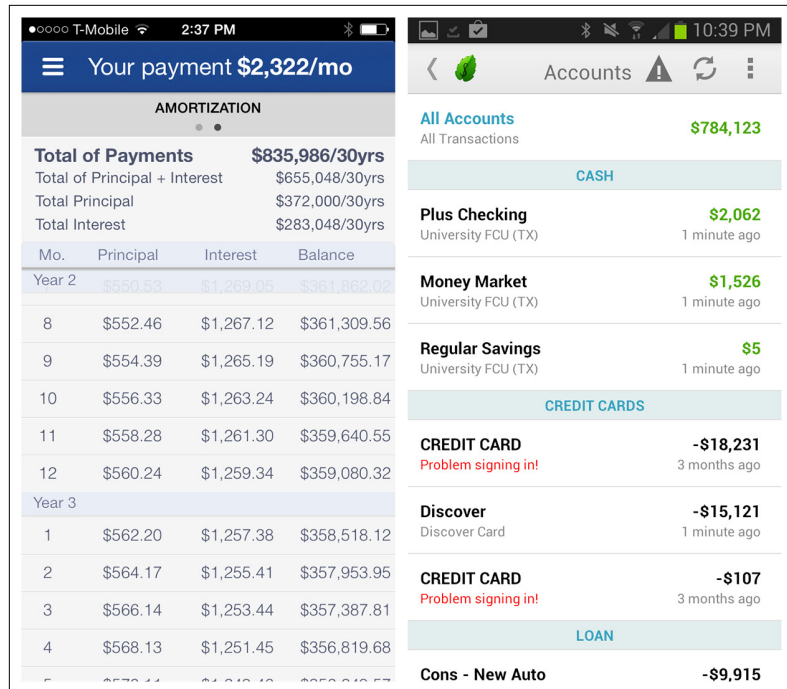 T-Mobile 2:37 PM
Your payment $2,322/mo
AMORTIZATION
Total of Payments $835,986/30yrs
Total of Principal + Interest $655,048/30yrs
Total Principal $372,000/30yrs
Total Interest $283,048/30yrs
Mo. Principal Interest Balance
Year 2
$550.53 $1,269.05 $361,862.02
8 $552.46 $1,267.12 $361,309.56
9 $554.39 $1,265.19 $360,755.17
10 $556.33 $1,263.24 $360,198.84
11 $558.28 $1,261.30 $359,640.55
12 $560.24 $1,259.34 $359,080.32
Year 3
1 $562.20 $1,257.38 $358,518.12
2 $564.17 $1,255.41 $357,953.95
3 $566.14 $1,253.44 $357,387.81
4 $568.13 $1,251.45 $356,819.68
10:39 PM
Accounts
All Accounts $784,123
All Transactions
CASH
Plus Checking $2,062
University FCU (TX) 1 minute ago
Money Market $1,526
University FCU (TX) 1 minute ago
Regular Savings $5
University FCU (TX) 1 minute ago
CREDIT CARDS
CREDIT CARD -$18,231
Problem signing in! 3 months ago
Discover -$15,121
Discover Card 1 minute ago
CREDIT CARD -$107
Problem signing in! 3 months ago
LOAN
Cons - New Auto -$9,915